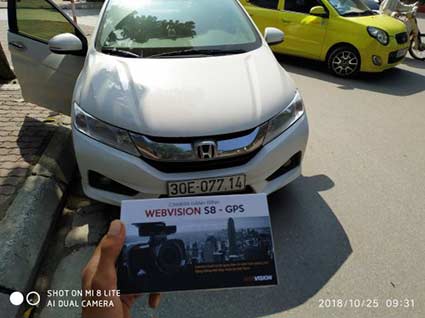 30E-077.14
CAMERA HÀNH TRÌNH
WEBVISION S8 - GPS
WEBVISION
SHOT ON MI 8 LITE
AI DUAL CAMERA
2018/10/25 09:31